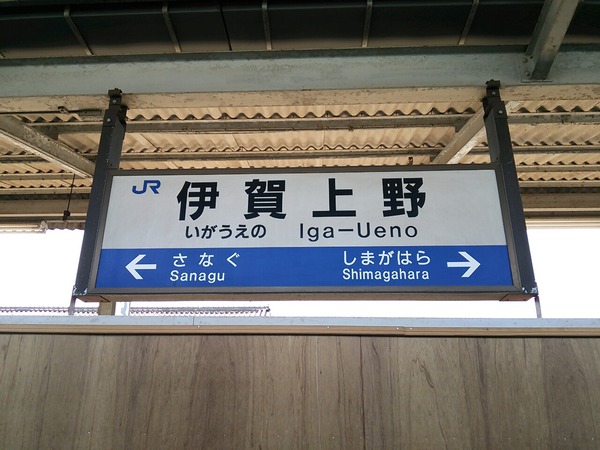 JR 伊賀上野
いがうえの Iga-Ueno
← さなぐ しまがはら →
Sanagu Shimagahara